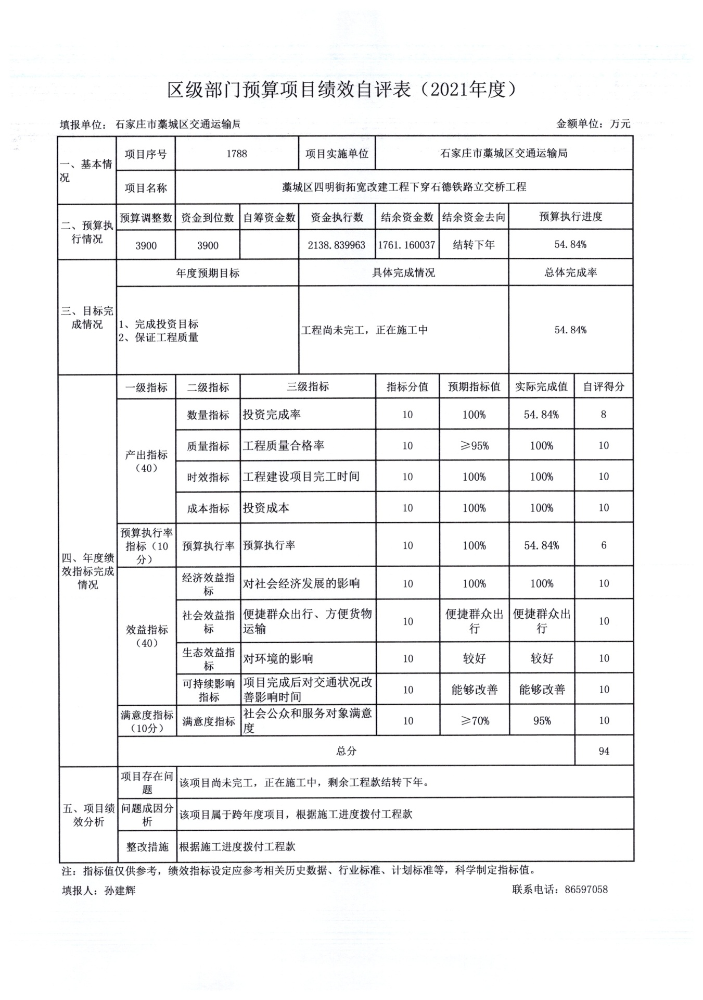 区级部门预算项目绩效自评表（2021年度）
填报单位： 石家庄市藁城区交通运输局 金额单位：万元
一、基本情
况
项目序号 1788 项目实施单位 石家庄市藁城区交通运输局
项目名称 藁城区四明街拓宽改建工程下穿石德铁路立交桥工程
二、预算执
行情况
预算调整数 资金到位数 自筹资金数 资金执行数 结余资金数 结余资金去向 预算执行进度
3900 3900 2138.839963 1761.160037 结转下年 54.84%
三、目标完
成情况
年度预期目标 具体完成情况 总体完成率
1、完成投资目标
2、保证工程质量
工程尚未完工，正在施工中 54.84%
四、年度绩
效指标完成
情况
一级指标 二级指标 三级指标 指标分值 预期指标值 实际完成值 自评得分
产出指标
（40）
数量指标 投资完成率 10 100% 54.84% 8
质量指标 工程质量合格率 10 ≥95% 100% 10
时效指标 工程建设项目完工时间 10 100% 100% 10
成本指标 投资成本 10 100% 100% 10
预算执行率
指标（10
分）
预算执行率 预算执行率 10 100% 54.84% 6
效益指标
（40）
经济效益指
标
对社会经济发展的影响 10 100% 100% 10
社会效益指
标
便捷群众出行、方便货物
运输
10
便捷群众出
行
便捷群众出
行
10
生态效益指
标
对环境的影响 10 较好 较好 10
可持续影响
指标
项目完成后对交通状况改
善影响时间
10 能够改善 能够改善 10
满意度指标
（10分）
满意度指标
社会公众和服务对象满意
度
10 ≥70% 95% 10
总分 94
五、项目绩
效分析
项目存在问
题
该项目尚未完工，正在施工中，剩余工程款结转下年。
问题成因分
析
该项目属于跨年度项目，根据施工进度拨付工程款
整改措施 根据施工进度拨付工程款
注：指标值仅供参考，绩效指标设定应参考相关历史数据、行业标准、计划标准等，科学制定指标值。
填报人：孙建辉 联系电话：86597058